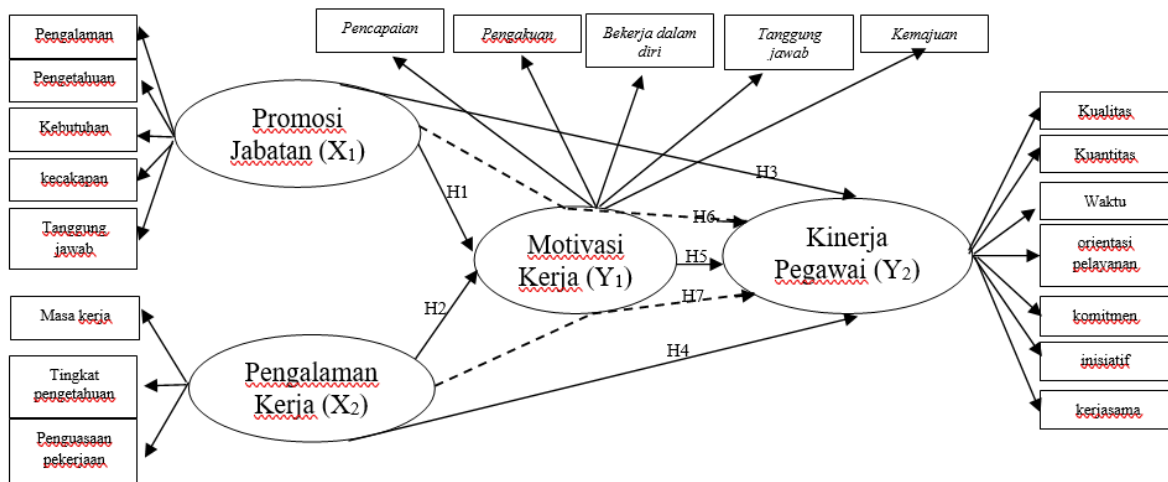 Pengalaman
Pengetahuan
Kebutuhan
kecakapan
Tanggung
jawab
Masa kerja
Tingkat
pengetahuan
Penguasaan
pekerjaan
Promosi
Jabatan (X1)
Pengalaman
Kerja (X2)
Pencapaian
Pengakuan
Bekerja dalam
diri
Tanggung
jawab
Kemajuan
H1
H2
H3
H6
H5
H7
H4
Motivasi
Kerja (Y1)
Kinerja
Pegawai (Y2)
Kualitas
Kuantitas
Waktu
orientasi
pelayanan
komitmen
inisiatif
kerjasama